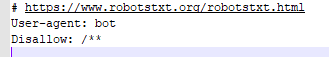 # https://www.robotstxt.org/robotstxt.html
User-agent: bot
Disallow: /**